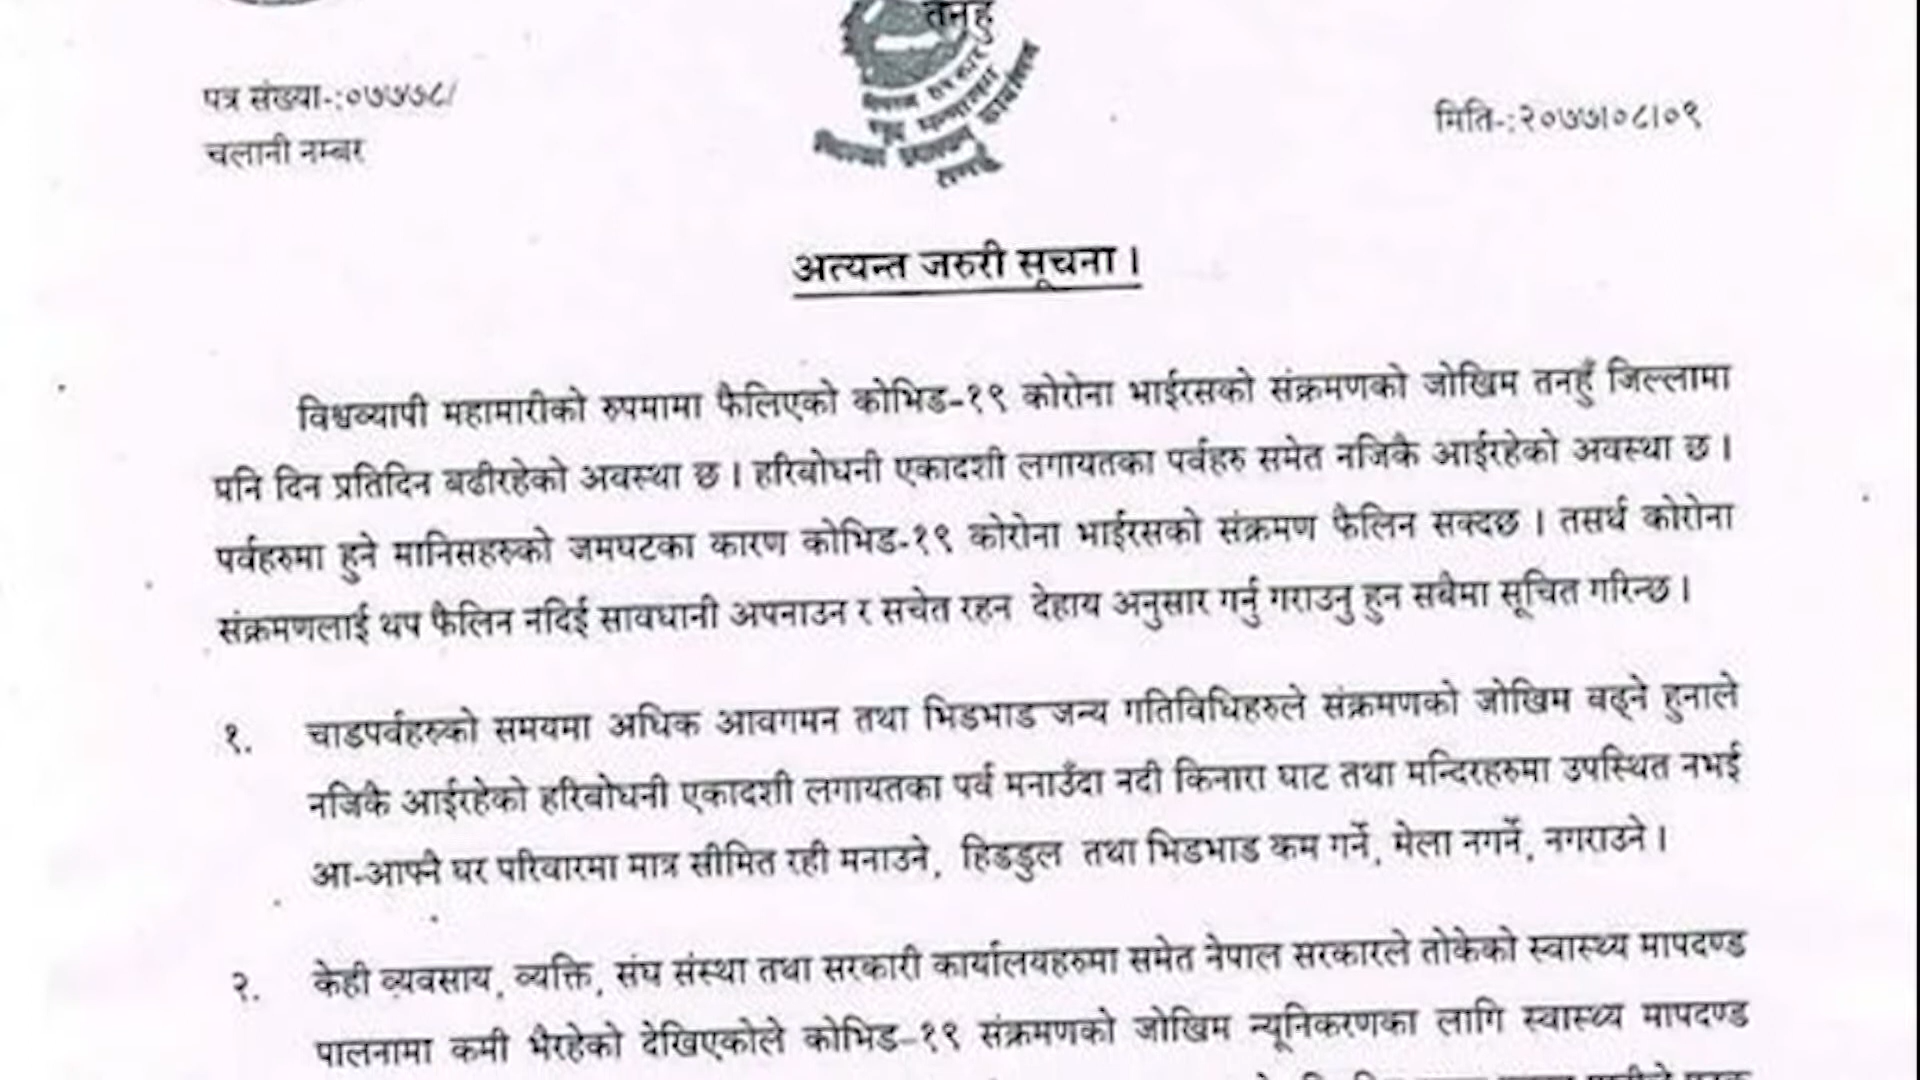 तनहुँ
पत्र संख्या-:०७७७८/
मिति-:२०७७।०८।०९
चलानी नम्बर
जिल्ला प्रशासन कार्यालय
तनहुँ
अत्यन्त जरुरी सूचना ।
विश्वव्यापी महामारीको रुपमामा फैलिएको कोभिड-१९ कोरोना भाईरसको संक्रमणको जोखिम तनहुँ जिल्लामा
पनि दिन प्रतिदिन बढीरहेको अवस्था छ । हरिबोधनी एकादशी लगायतका पर्वहरु समेत नजिकै आईरहेको अवस्था छ ।
पर्वहरुमा हुने मानिसहरुको जमघटका कारण कोभिड-१९ कोरोना भाईरसको संक्रमण फैलिन सक्दछ । तसर्थ कोरोना
संक्रमणलाई थप फैलिन नदिई सावधानी अपनाउन र सचेत रहन देहाय अनुसार गर्नु गराउनु हुन सबैमा सूचित गरिन्छ ।
१. चाडपर्वहरुको समयमा अधिक आवगमन तथा भिडभाड जन्य गतिविधिहरुले संक्रमणको जोखिम बढ्ने हुनाले
नजिकै आईरहेको हरिबोधनी एकादशी लगायतका पर्व मनाउँदा नदी किनारा घाट तथा मन्दिरहरुमा उपस्थित नभई
आ-आफ्नै घर परिवारमा मात्र सीमित रही मनाउने, हिडडुल तथा भिडभाड कम गर्ने, मेला नगर्ने, नगराउने ।
२. केही व्यवसाय, व्यक्ति, संघ संस्था तथा सरकारी कार्यालयहरुमा समेत नेपाल सरकारले तोकेको स्वास्थ्य मापदण्ड
पालनामा कमी भैरहेको देखिएकोले कोभिड-१९ संक्रमणको जोखिम न्यूनिकरणका लागि स्वास्थ्य मापदण्ड